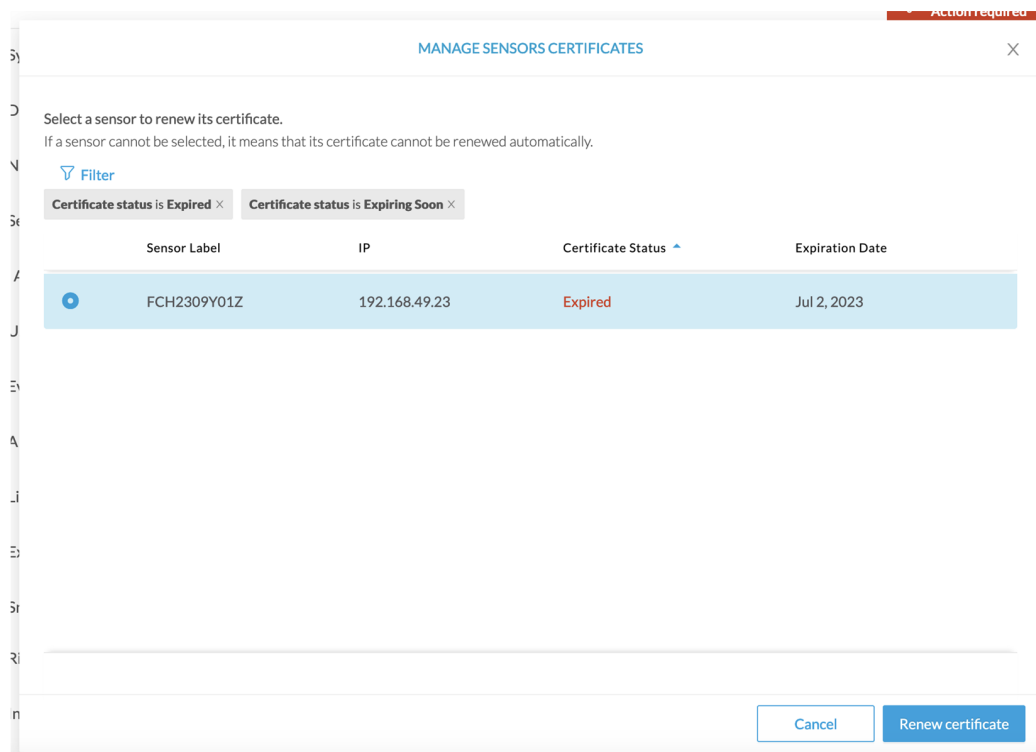 Action required
MANAGE SENSORS CERTIFICATES
Select a sensor to renew its certificate.
If a sensor cannot be selected, it means that its certificate cannot be renewed automatically.
Filter
Certificate status is Expired × Certificate status is Expiring Soon ×
Sensor Label IP Certificate Status Expiration Date
FCH2309Y01Z 192.168.49.23 Expired Jul 2, 2023
Cancel Renew certificate